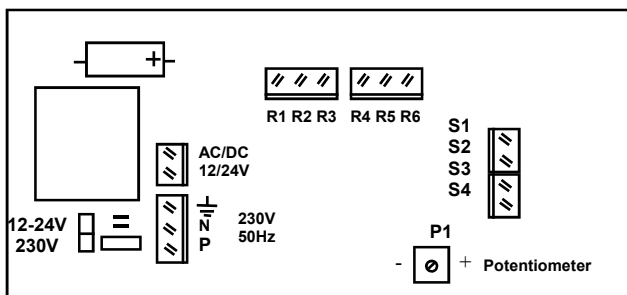 - + -
R1 R2 R3 R4 R5 R6
AC/DC
12/24V
S1
S2
S3
S4
12-24V
230V
=
N
P
230V
50Hz
P1
- + Potentiometer